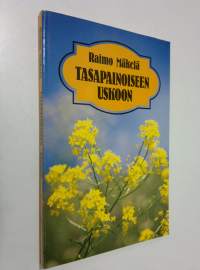 Raimo Mäkelä
TASAPAINOISEEN
USKOON